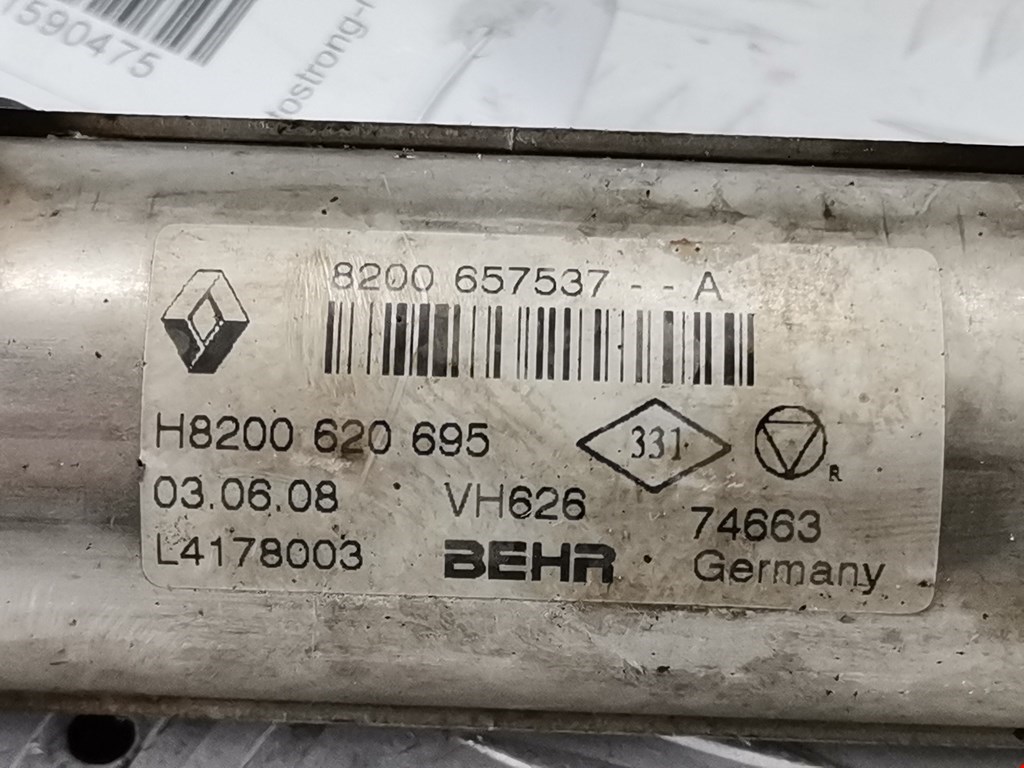 1590475
8200 657537 - - A
H8200 620 695
331
R
03.06.08
VH626
74663
L4178003
BEHR
Germany